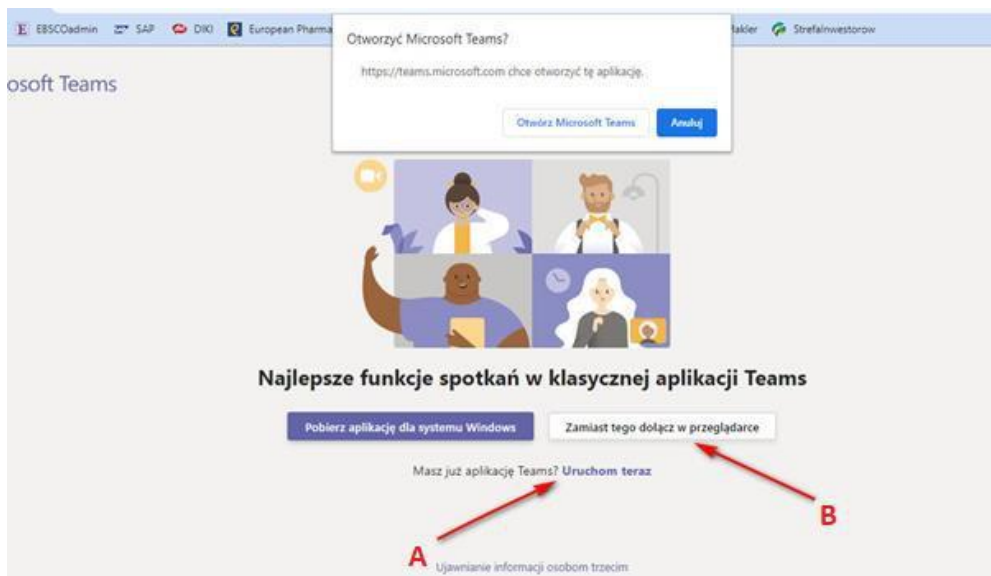 EBSCOadmin SAP DIKI European Pharma
Makler StrefaInwestorow
Otworzyć Microsoft Teams?
https://teams.microsoft.com chce otworzyć tę aplikację.
Otwórz Microsoft Teams Anuluj
osoft Teams
Najlepsze funkcje spotkań w klasycznej aplikacji Teams
Pobierz aplikację dla systemu Windows Zamiast tego dołącz w przeglądarce
Masz już aplikację Teams? Uruchom teraz
B
A
Ujawnianie informacji osobom trzecim